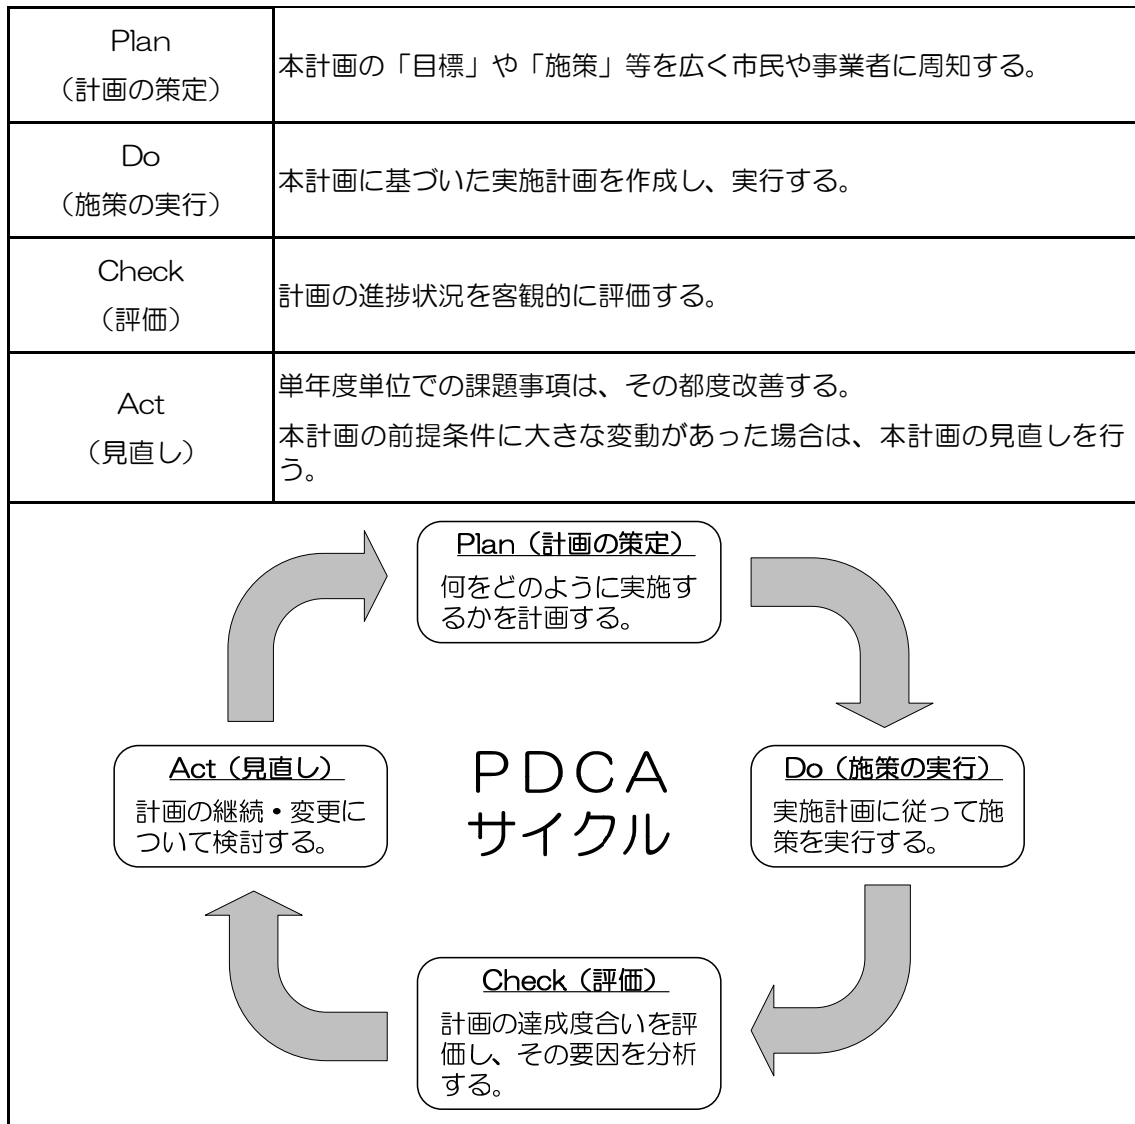 Plan
（計画の策定）
本計画の「目標」や「施策」等を広く市民や事業者に周知する。
Do
（施策の実行）
本計画に基づいた実施計画を作成し、実行する。
Check
（評価）
計画の進捗状況を客観的に評価する。
Act
（見直し）
単年度単位での課題事項は、その都度改善する。
本計画の前提条件に大きな変動があった場合は、本計画の見直しを行
う。
Plan（計画の策定）
何をどのように実施す
るかを計画する。
Act（見直し）
計画の継続・変更に
ついて検討する。
PDCA
サイクル
Do（施策の実行）
実施計画に従って施
策を実行する。
Check（評価）
計画の達成度合いを評
価し、その要因を分析
する。